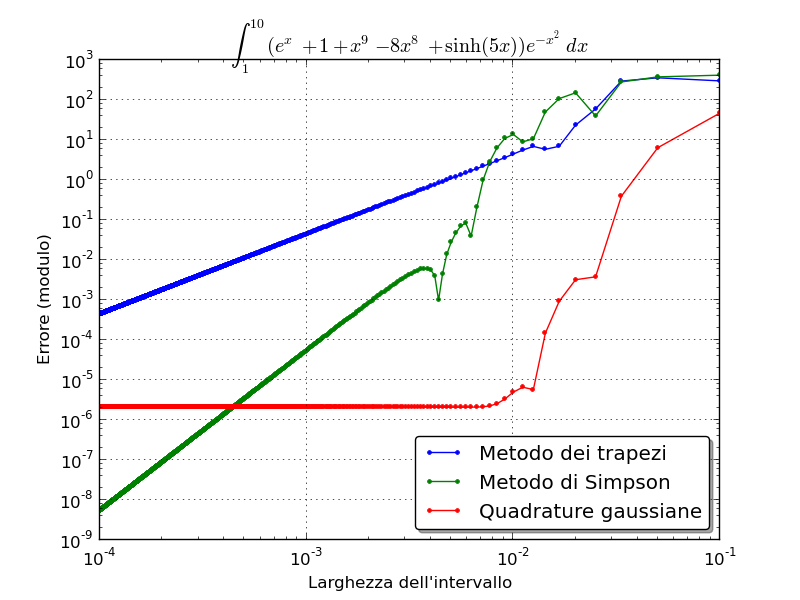 ∫₁¹⁰ (eˣ + 1 + x⁹ − 8x⁸ + sinh(5x))e^{−x²} dx
10³
10²
10¹
10⁰
10⁻¹
10⁻²
10⁻³
10⁻⁴
10⁻⁵
10⁻⁶
10⁻⁷
10⁻⁸
10⁻⁹
Errore (modulo)
Metodo dei trapezi
Metodo di Simpson
Quadrature gaussiane
10⁻⁴ 10⁻³ 10⁻² 10⁻¹
Larghezza dell'intervallo